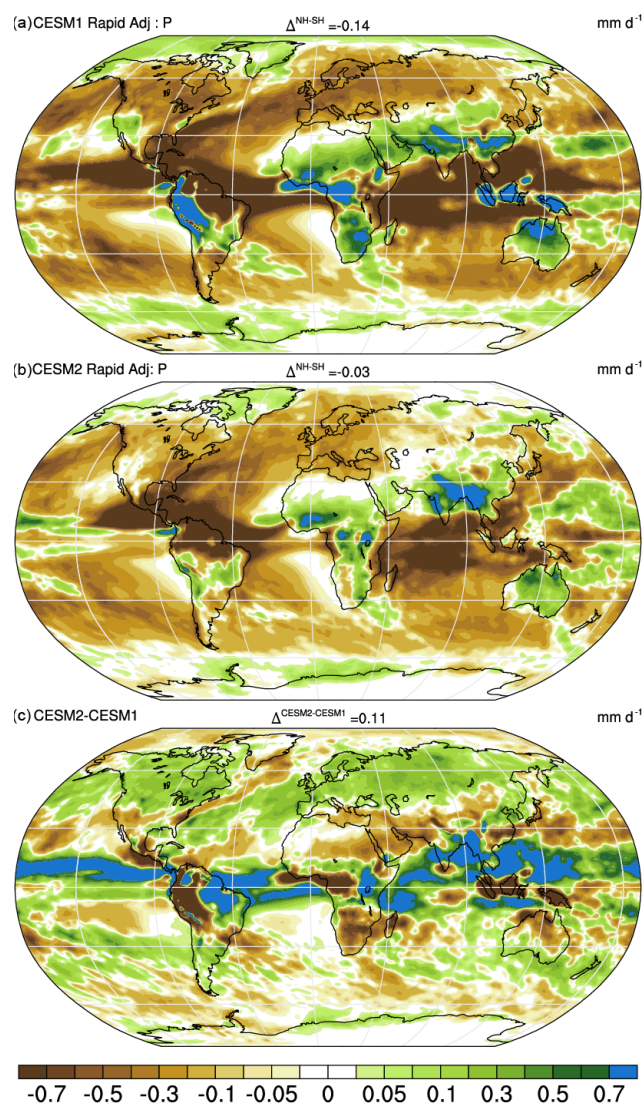 (a) CESM1 Rapid Adj : P Δ^NH-SH =-0.14 mm d⁻¹
(b) CESM2 Rapid Adj: P Δ^NH-SH =-0.03 mm d⁻¹
(c) CESM2-CESM1 Δ^CESM2-CESM1 =0.11 mm d⁻¹
-0.7 -0.5 -0.3 -0.1 -0.05 0 0.05 0.1 0.3 0.5 0.7